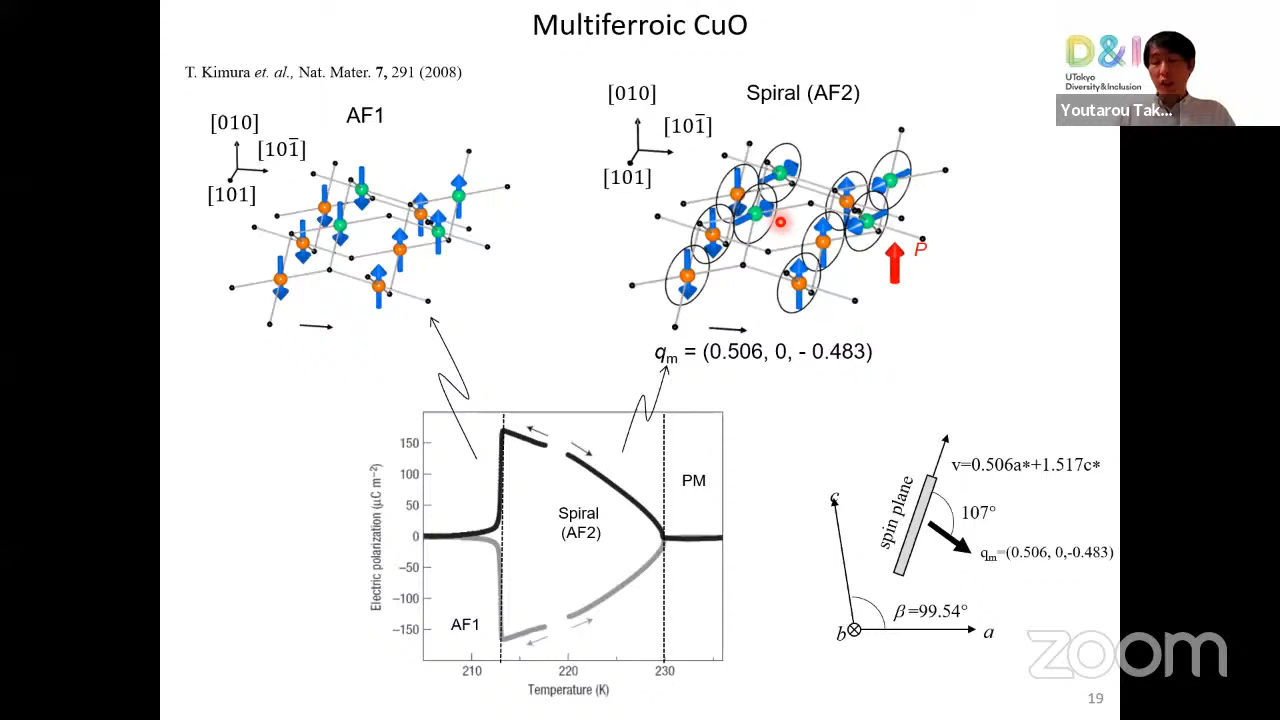 Multiferroic CuO
T. Kimura et. al., Nat. Mater. 7, 291 (2008)
D&I
UTokyo
Diversity&Inclusion
Youtarou Tak...
AF1
[010]
[101̅]
[101]
Spiral (AF2)
[010]
[101̅]
[101]
P
qm = (0.506, 0, - 0.483)
Electric polarization (μC m⁻²)
150
100
50
0
−50
−100
−150
AF1
Spiral
(AF2)
PM
210
220
230
Temperature (K)
v=0.506a*+1.517c*
spin plane
107°
qm=(0.506, 0,-0.483)
c
β=99.54°
b
a
zoom
19